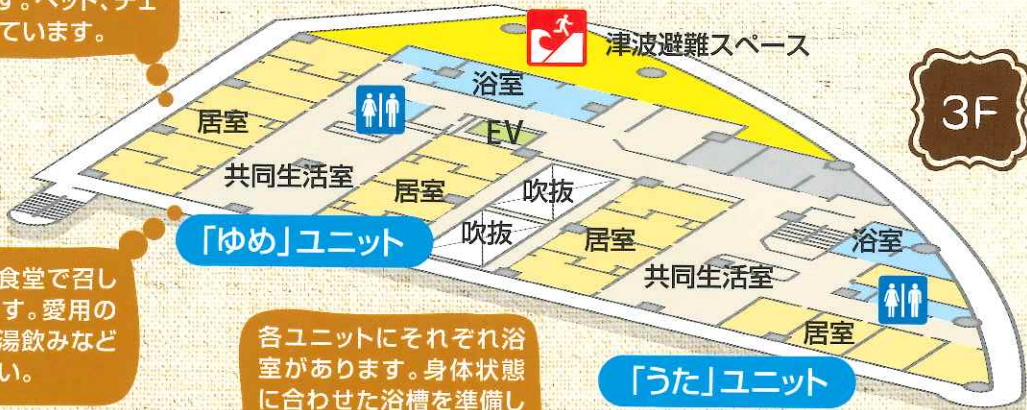 す。ベッド、チェ
ています。
津波避難スペース
3F
浴室
居室
EV
共同生活室
居室
吹抜
「ゆめ」ユニット
吹抜
居室
浴室
共同生活室
居室
食堂で召し
す。愛用の
湯飲みなど
い。
各ユニットにそれぞれ浴
室があります。身体状態
に合わせた浴槽を準備し
「うた」ユニット